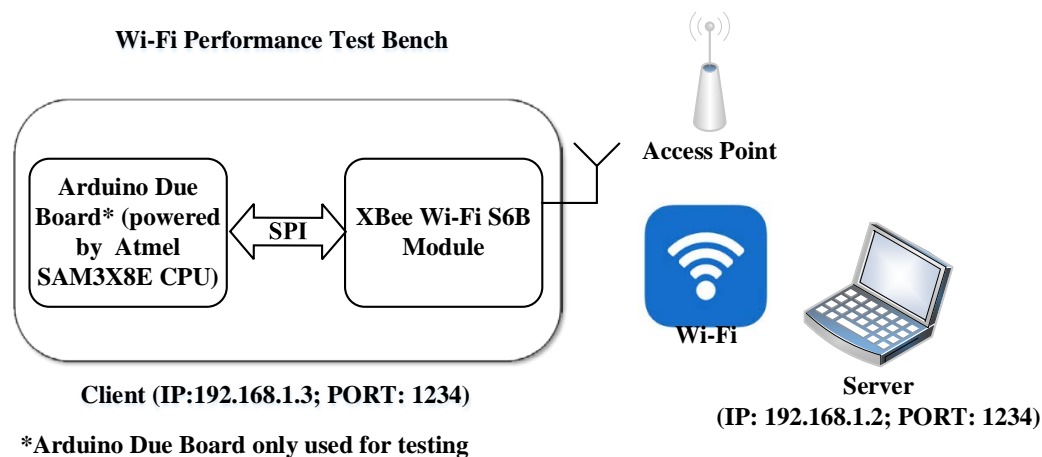 Wi-Fi Performance Test Bench
Arduino Due
Board* (powered
by Atmel
SAM3X8E CPU)
SPI
XBee Wi-Fi S6B
Module
Access Point
Wi-Fi
Client (IP:192.168.1.3; PORT: 1234)
Server
(IP: 192.168.1.2; PORT: 1234)
*Arduino Due Board only used for testing